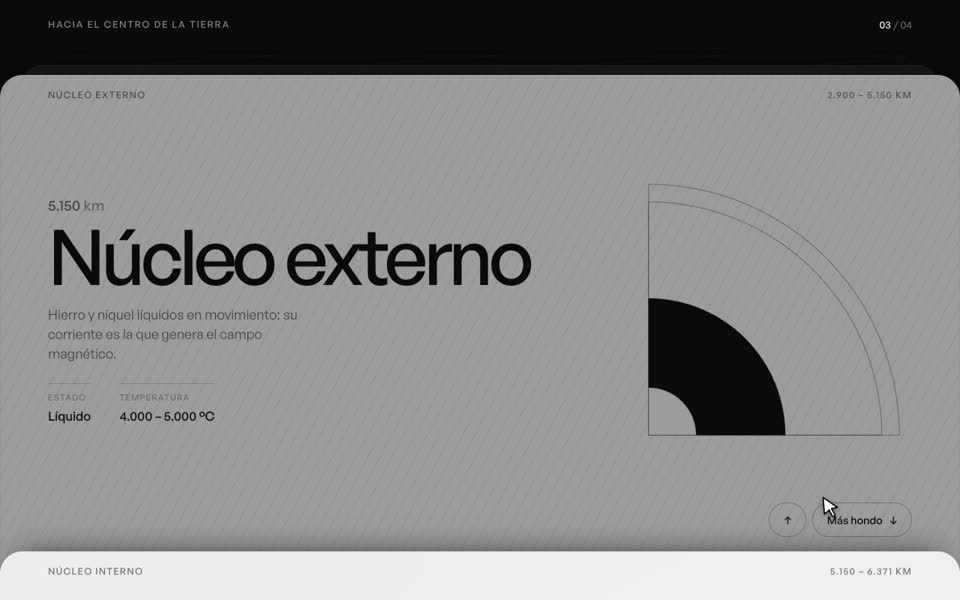 HACIA EL CENTRO DE LA TIERRA
03 / 04
NÚCLEO EXTERNO
2.900 – 5.150 KM
5.150 km
Núcleo externo
Hierro y níquel líquidos en movimiento: su
corriente es la que genera el campo
magnético.
ESTADO
Líquido
TEMPERATURA
4.000 – 5.000 ºC
↑
Más hondo ↓
NÚCLEO INTERNO
5.150 – 6.371 KM